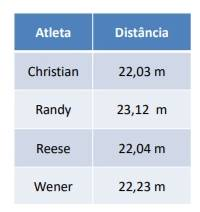 Atleta Distância
Christian 22,03 m
Randy 23,12 m
Reese 22,04 m
Wener 22,23 m